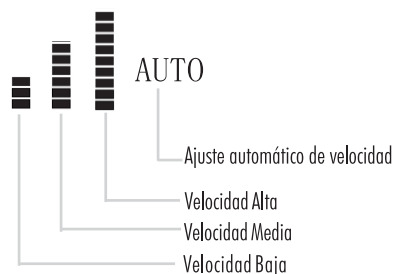 AUTO
Ajuste automático de velocidad
Velocidad Alta
Velocidad Media
Velocidad Baja